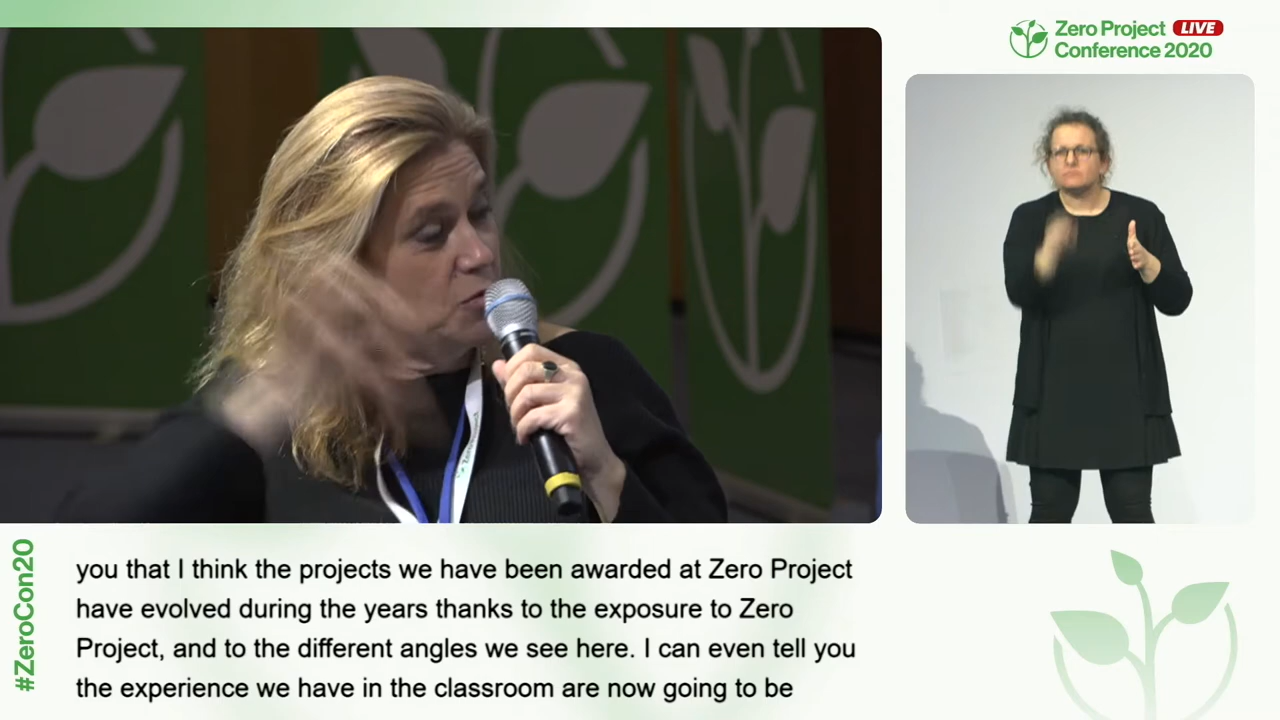 Zero Project LIVE
Conference 2020
#ZeroCon20
you that I think the projects we have been awarded at Zero Project
have evolved during the years thanks to the exposure to Zero
Project, and to the different angles we see here. I can even tell you
the experience we have in the classroom are now going to be